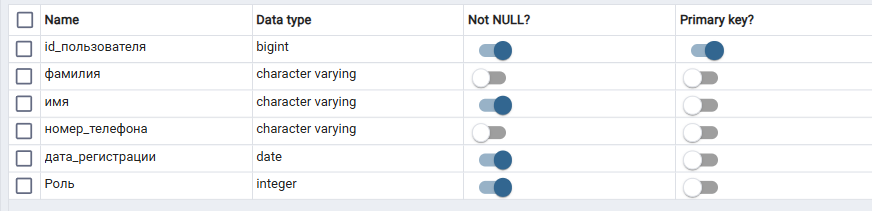 Name Data type Not NULL? Primary key?
id_пользователя bigint
фамилия character varying
имя character varying
номер_телефона character varying
дата_регистрации date
Роль integer